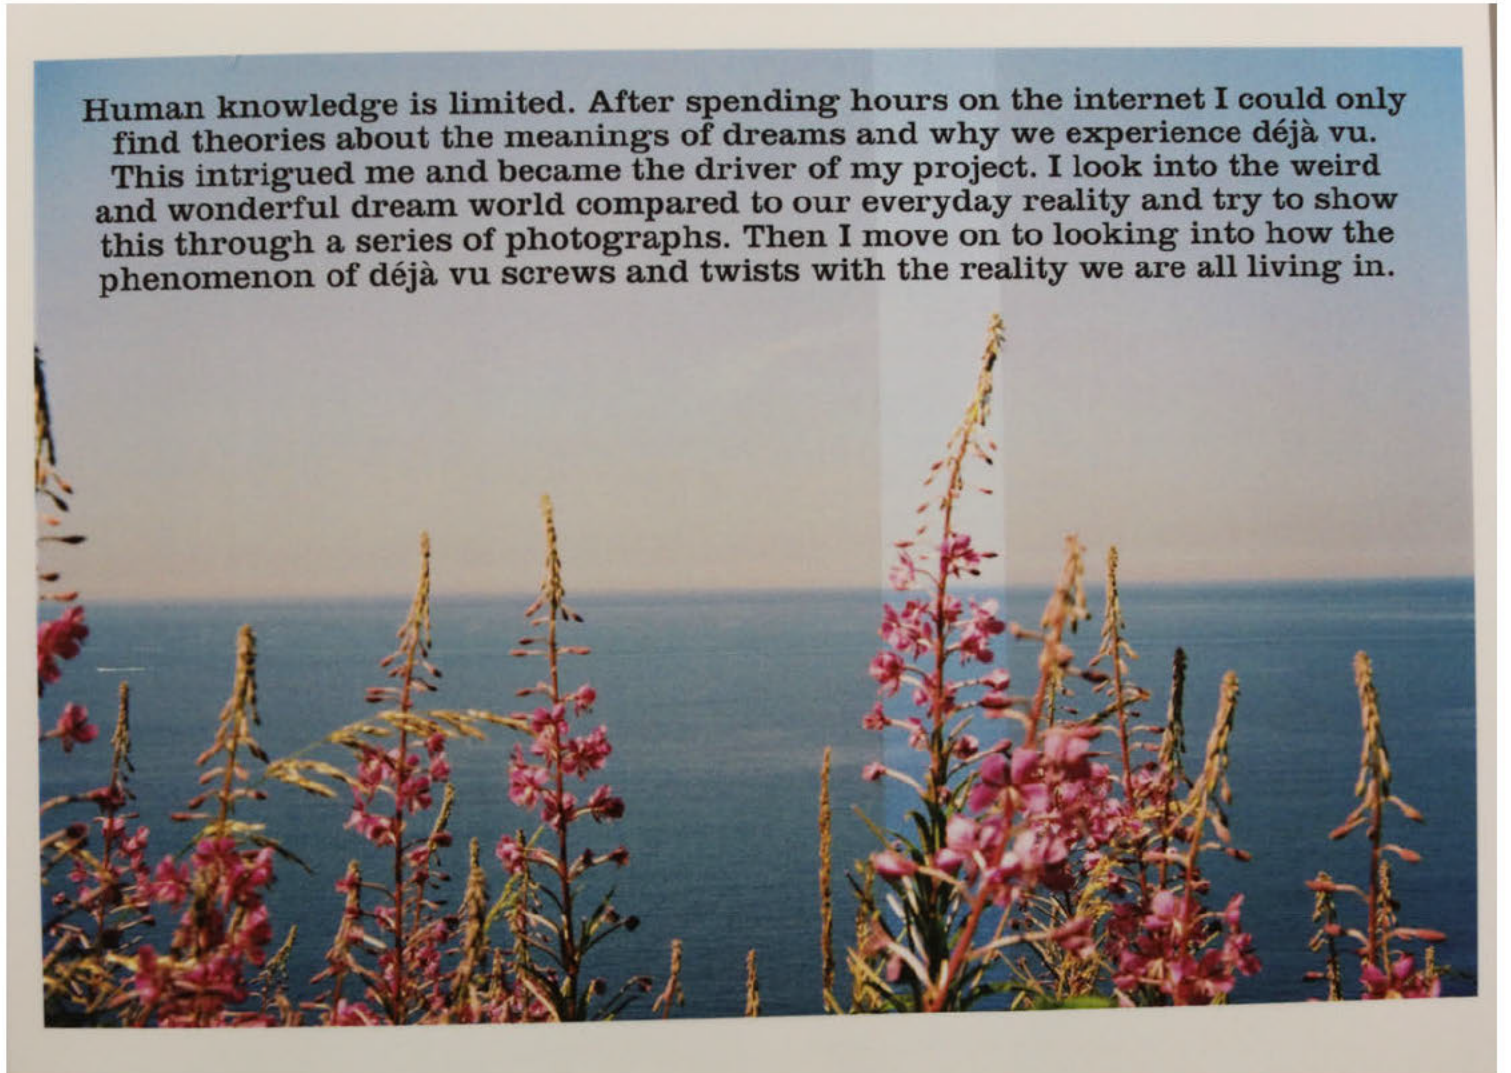 Human knowledge is limited. After spending hours on the internet I could only
find theories about the meanings of dreams and why we experience déjà vu.
This intrigued me and became the driver of my project. I look into the weird
and wonderful dream world compared to our everyday reality and try to show
this through a series of photographs. Then I move on to looking into how the
phenomenon of déjà vu screws and twists with the reality we are all living in.